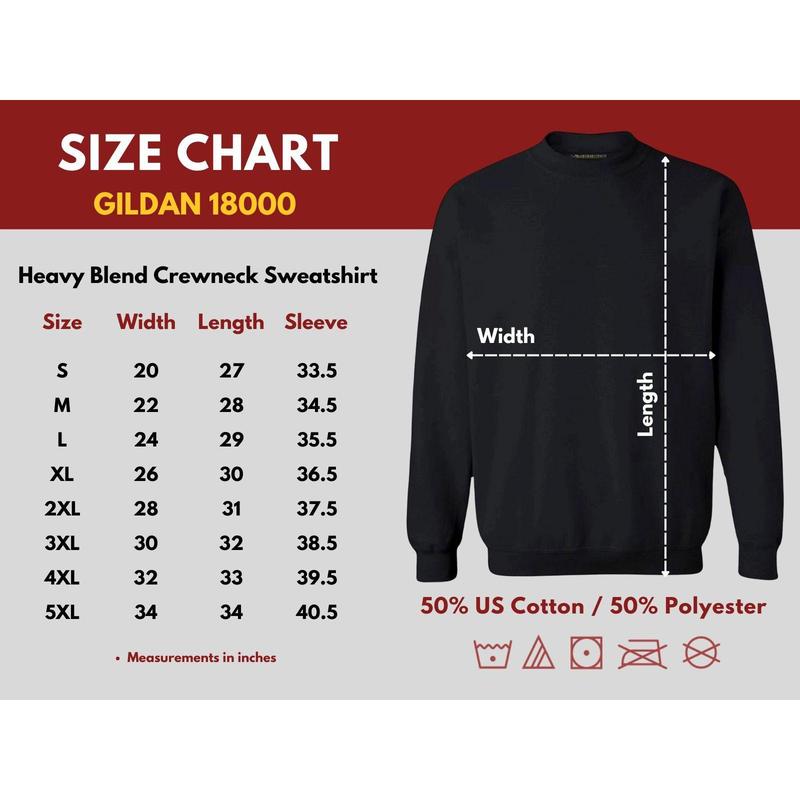 SIZE CHART
GILDAN 18000
Heavy Blend Crewneck Sweatshirt
Size Width Length Sleeve
S 20 27 33.5
M 22 28 34.5
L 24 29 35.5
XL 26 30 36.5
2XL 28 31 37.5
3XL 30 32 38.5
4XL 32 33 39.5
5XL 34 34 40.5
• Measurements in inches
Width
Length
50% US Cotton / 50% Polyester